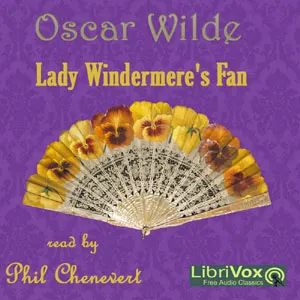 Oscar Wilde
Lady Windermere's Fan
read by
Phil Chenevert
LibriVox
Free Audio Classics